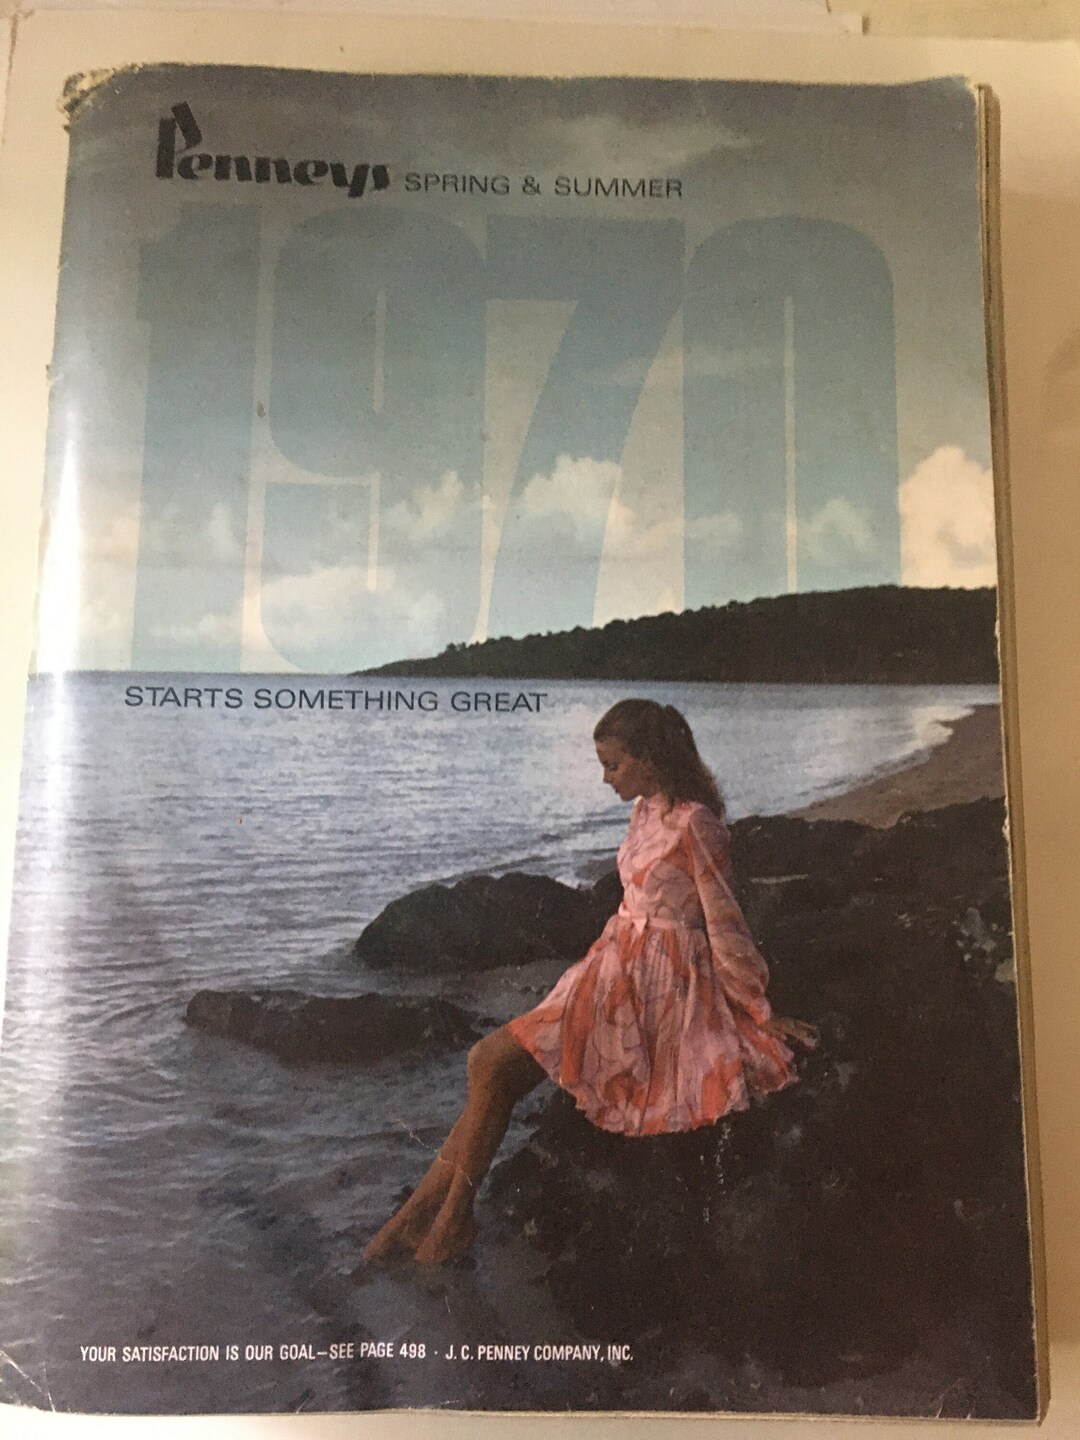 Penneys SPRING & SUMMER
1970
STARTS SOMETHING GREAT
YOUR SATISFACTION IS OUR GOAL–SEE PAGE 498 · J. C. PENNEY COMPANY, INC.